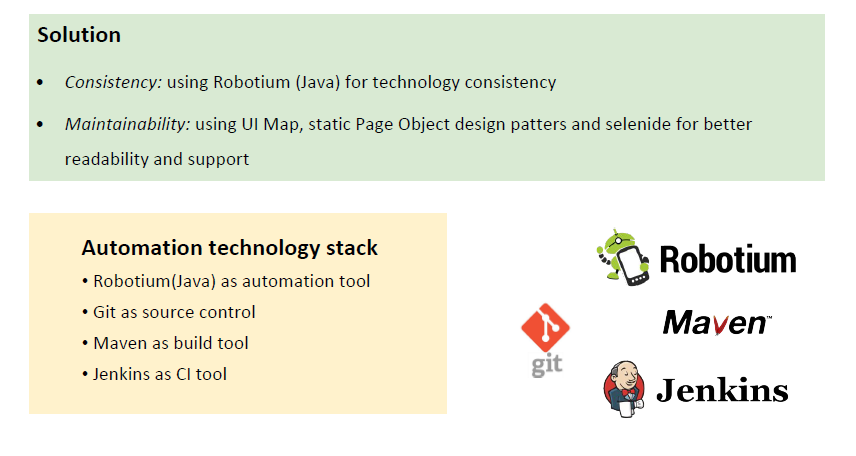 Solution
• Consistency: using Robotium (Java) for technology consistency
• Maintainability: using UI Map, static Page Object design patters and selenide for better
readability and support
Automation technology stack
• Robotium(Java) as automation tool
• Git as source control
• Maven as build tool
• Jenkins as CI tool
Robotium
git
Maven™
Jenkins